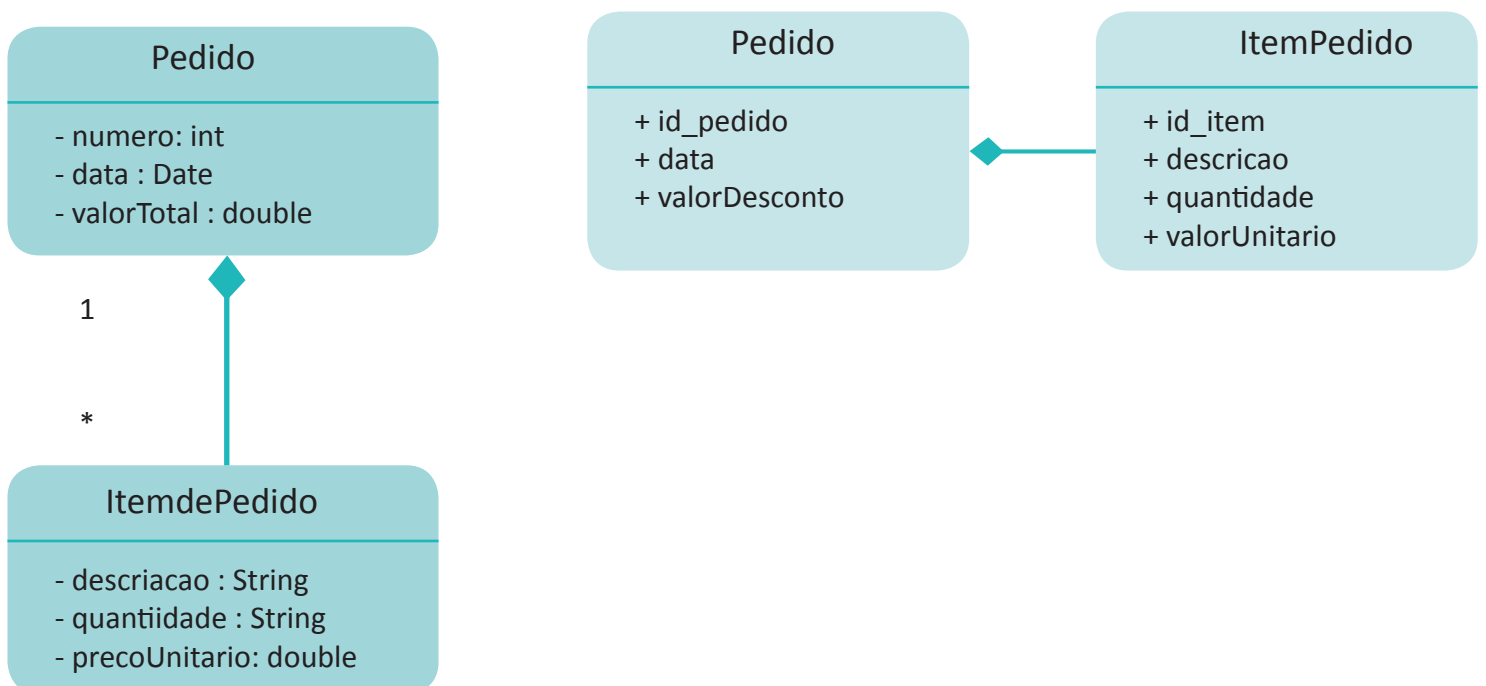 Pedido
- numero: int
- data : Date
- valorTotal : double
1
*
ItemdePedido
- descriacao : String
- quantiidade : String
- precoUnitario: double
Pedido
+ id_pedido
+ data
+ valorDesconto
ItemPedido
+ id_item
+ descricao
+ quantidade
+ valorUnitario